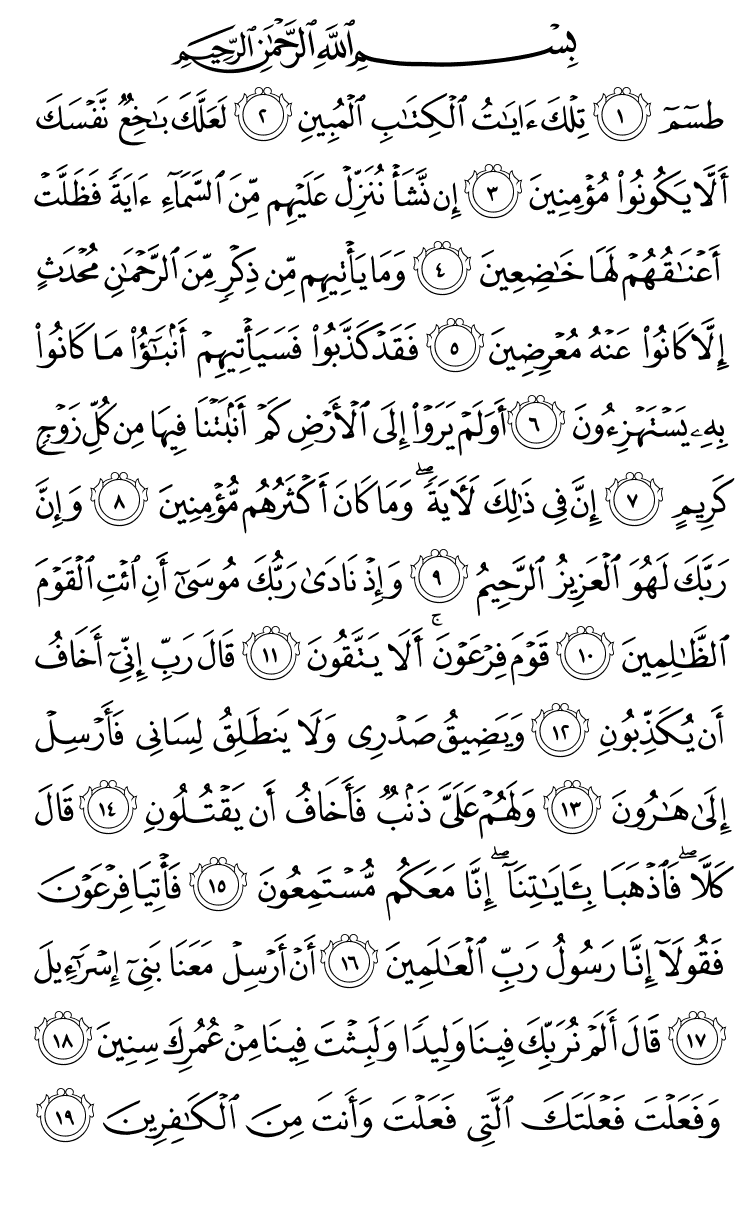 بِسْمِ ٱللَّهِ ٱلرَّحْمَٰنِ ٱلرَّحِيمِ
طسٓمٓ ١ تِلْكَ ءَايَٰتُ ٱلْكِتَٰبِ ٱلْمُبِينِ ٢ لَعَلَّكَ بَٰخِعٌ نَّفْسَكَ
أَلَّا يَكُونُوا۟ مُؤْمِنِينَ ٣ إِن نَّشَأْ نُنَزِّلْ عَلَيْهِم مِّنَ ٱلسَّمَآءِ ءَايَةً فَظَلَّتْ
أَعْنَٰقُهُمْ لَهَا خَٰضِعِينَ ٤ وَمَا يَأْتِيهِم مِّن ذِكْرٍ مِّنَ ٱلرَّحْمَٰنِ مُحْدَثٍ
إِلَّا كَانُوا۟ عَنْهُ مُعْرِضِينَ ٥ فَقَدْ كَذَّبُوا۟ فَسَيَأْتِيهِمْ أَنۢبَٰٓؤُا۟ مَا كَانُوا۟
بِهِۦ يَسْتَهْزِءُونَ ٦ أَوَلَمْ يَرَوْا۟ إِلَى ٱلْأَرْضِ كَمْ أَنۢبَتْنَا فِيهَا مِن كُلِّ زَوْجٍ
كَرِيمٍ ٧ إِنَّ فِى ذَٰلِكَ لَءَايَةً ۖ وَمَا كَانَ أَكْثَرُهُم مُّؤْمِنِينَ ٨ وَإِنَّ
رَبَّكَ لَهُوَ ٱلْعَزِيزُ ٱلرَّحِيمُ ٩ وَإِذْ نَادَىٰ رَبُّكَ مُوسَىٰٓ أَنِ ٱئْتِ ٱلْقَوْمَ
ٱلظَّٰلِمِينَ ١٠ قَوْمَ فِرْعَوْنَ ۚ أَلَا يَتَّقُونَ ١١ قَالَ رَبِّ إِنِّىٓ أَخَافُ
أَن يُكَذِّبُونِ ١٢ وَيَضِيقُ صَدْرِى وَلَا يَنطَلِقُ لِسَانِى فَأَرْسِلْ
إِلَىٰ هَٰرُونَ ١٣ وَلَهُمْ عَلَىَّ ذَنۢبٌ فَأَخَافُ أَن يَقْتُلُونِ ١٤ قَالَ
كَلَّا ۖ فَٱذْهَبَا بِـَٔايَٰتِنَآ ۖ إِنَّا مَعَكُم مُّسْتَمِعُونَ ١٥ فَأْتِيَا فِرْعَوْنَ
فَقُولَآ إِنَّا رَسُولُ رَبِّ ٱلْعَٰلَمِينَ ١٦ أَنْ أَرْسِلْ مَعَنَا بَنِىٓ إِسْرَٰٓءِيلَ
١٧ قَالَ أَلَمْ نُرَبِّكَ فِينَا وَلِيدًا وَلَبِثْتَ فِينَا مِنْ عُمُرِكَ سِنِينَ ١٨
وَفَعَلْتَ فَعْلَتَكَ ٱلَّتِى فَعَلْتَ وَأَنتَ مِنَ ٱلْكَٰفِرِينَ ١٩